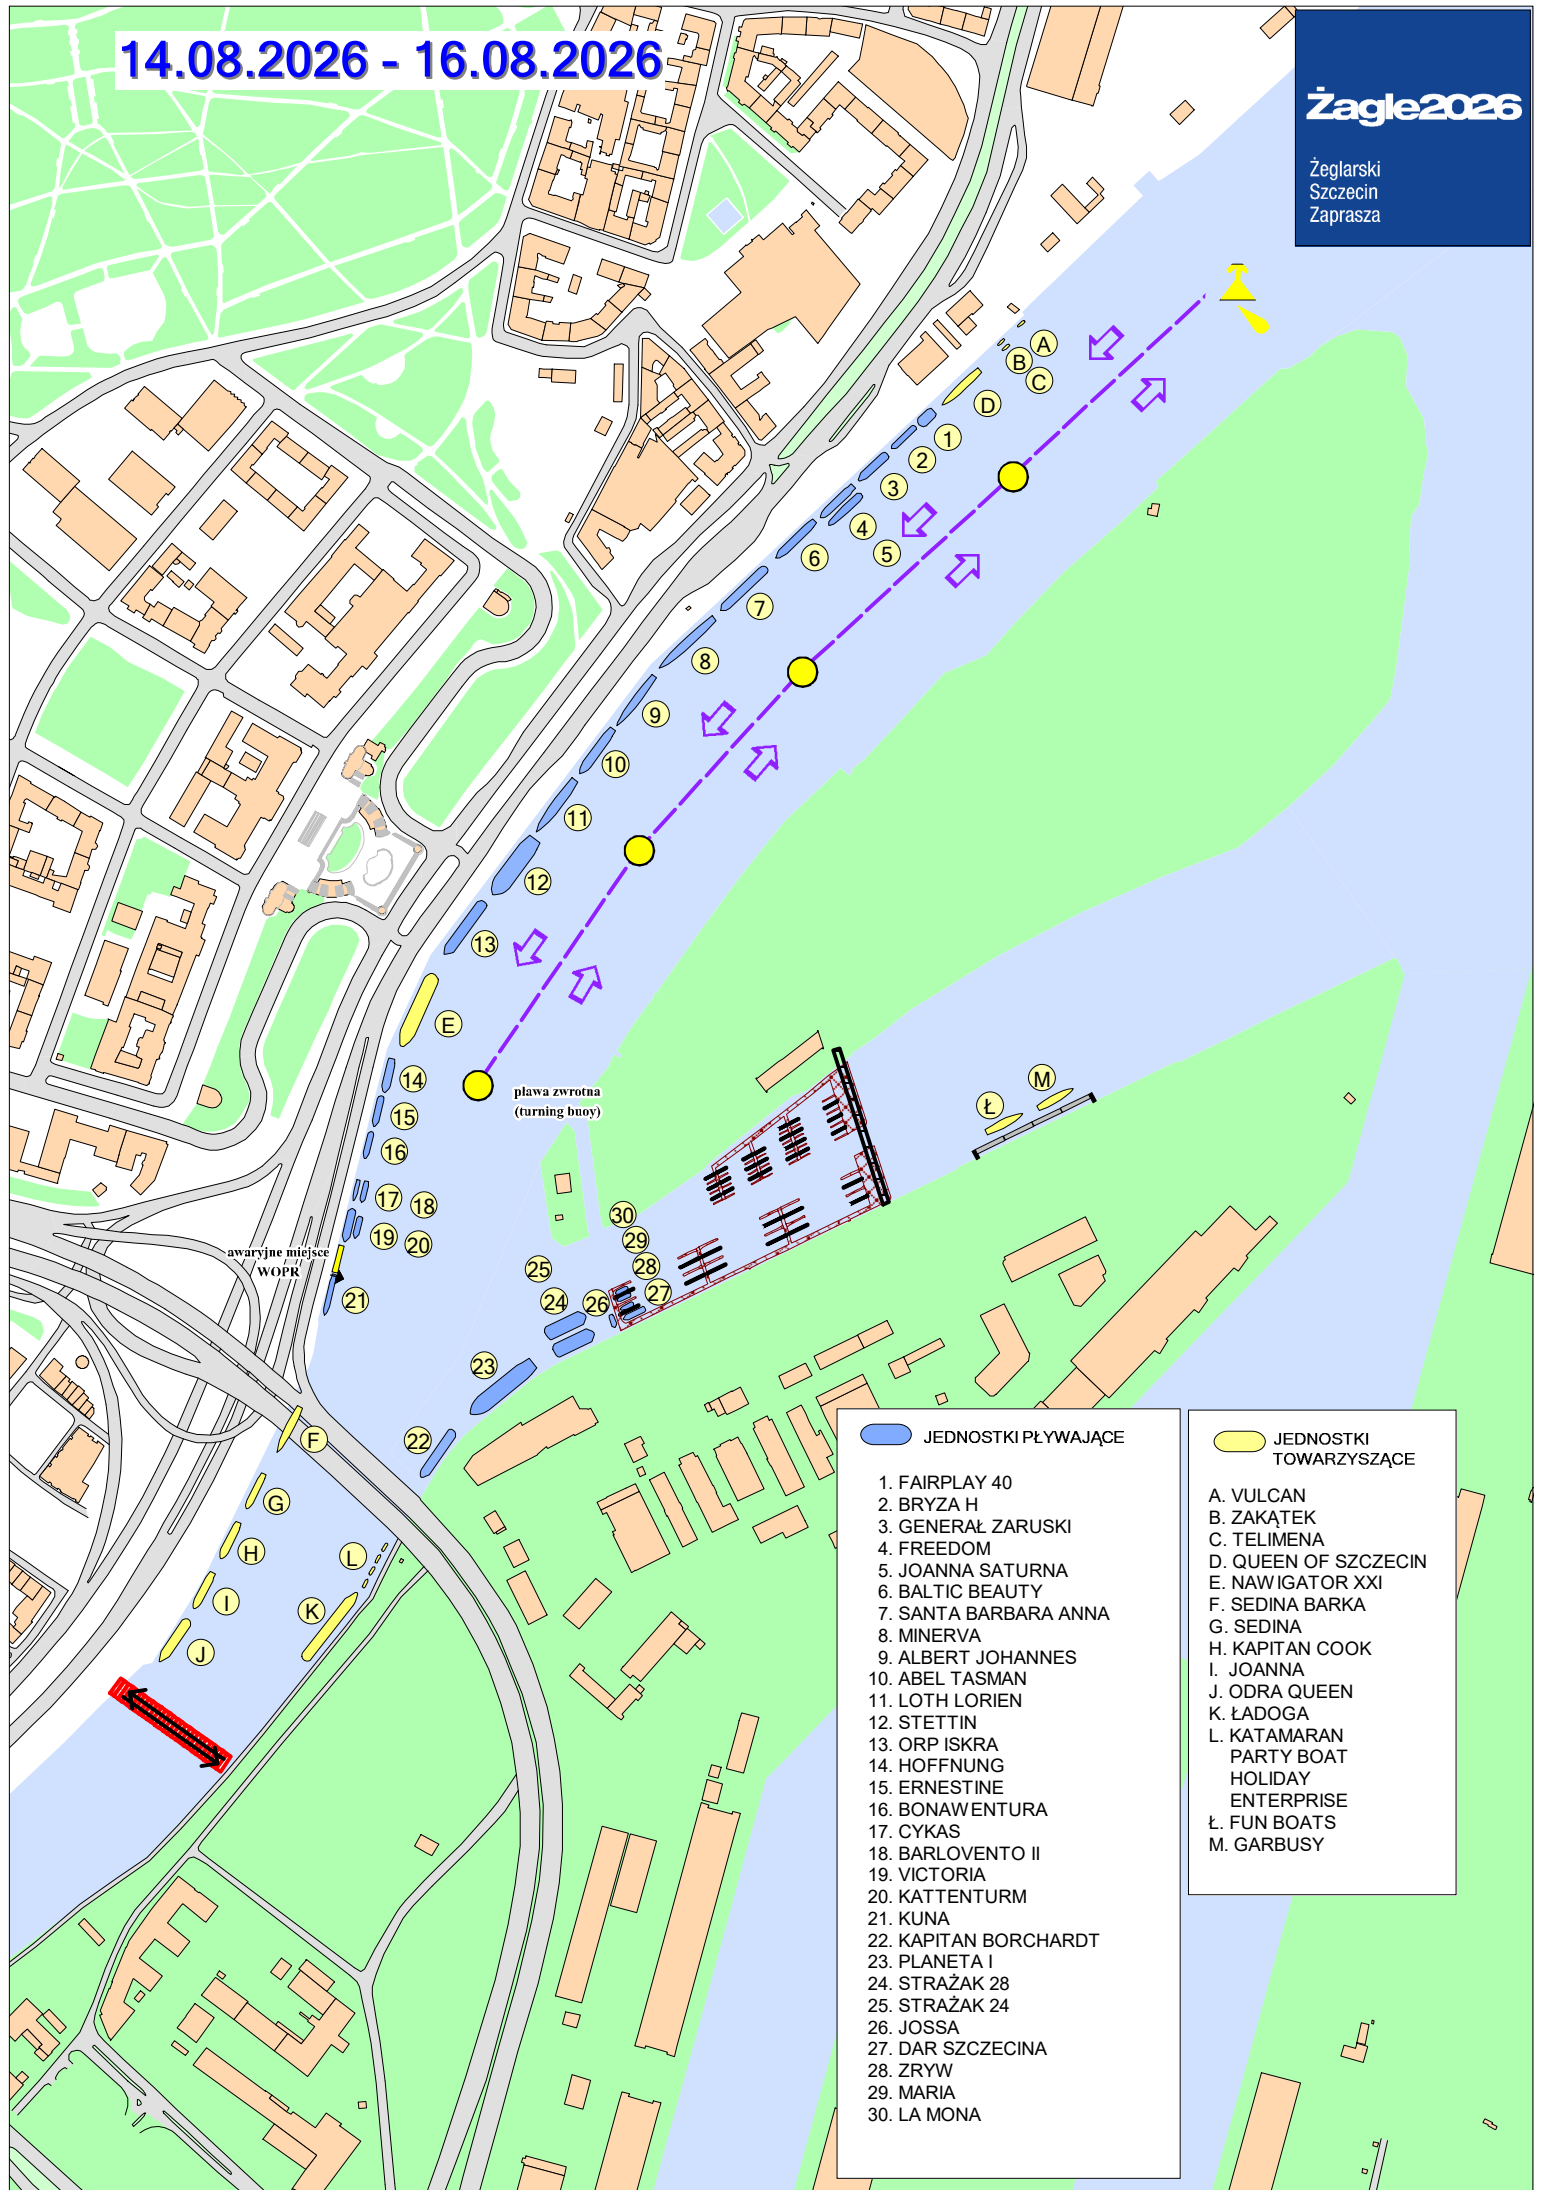 14.08.2026 - 16.08.2026
Żagle2026
Żeglarski
Szczecin
Zaprasza
A
B
C
D
1
2
3
4
5
6
7
8
9
10
11
12
13
E
14
15
16
17
18
19
20
21
pława zwrotna
(turning buoy)
awaryjne miejsce
WOPR
M
Ł
30
29
28
27
26
25
24
23
22
F
G
H
I
J
L
K
JEDNOSTKI PŁYWAJĄCE
1. FAIRPLAY 40
2. BRYZA H
3. GENERAŁ ZARUSKI
4. FREEDOM
5. JOANNA SATURNA
6. BALTIC BEAUTY
7. SANTA BARBARA ANNA
8. MINERVA
9. ALBERT JOHANNES
10. ABEL TASMAN
11. LOTH LORIEN
12. STETTIN
13. ORP ISKRA
14. HOFFNUNG
15. ERNESTINE
16. BONAWENTURA
17. CYKAS
18. BARLOVENTO II
19. VICTORIA
20. KATTENTURM
21. KUNA
22. KAPITAN BORCHARDT
23. PLANETA I
24. STRAŻAK 28
25. STRAŻAK 24
26. JOSSA
27. DAR SZCZECINA
28. ZRYW
29. MARIA
30. LA MONA
JEDNOSTKI
TOWARZYSZĄCE
A. VULCAN
B. ZAKĄTEK
C. TELIMENA
D. QUEEN OF SZCZECIN
E. NAWIGATOR XXI
F. SEDINA BARKA
G. SEDINA
H. KAPITAN COOK
I. JOANNA
J. ODRA QUEEN
K. ŁADOGA
L. KATAMARAN
PARTY BOAT
HOLIDAY
ENTERPRISE
Ł. FUN BOATS
M. GARBUSY